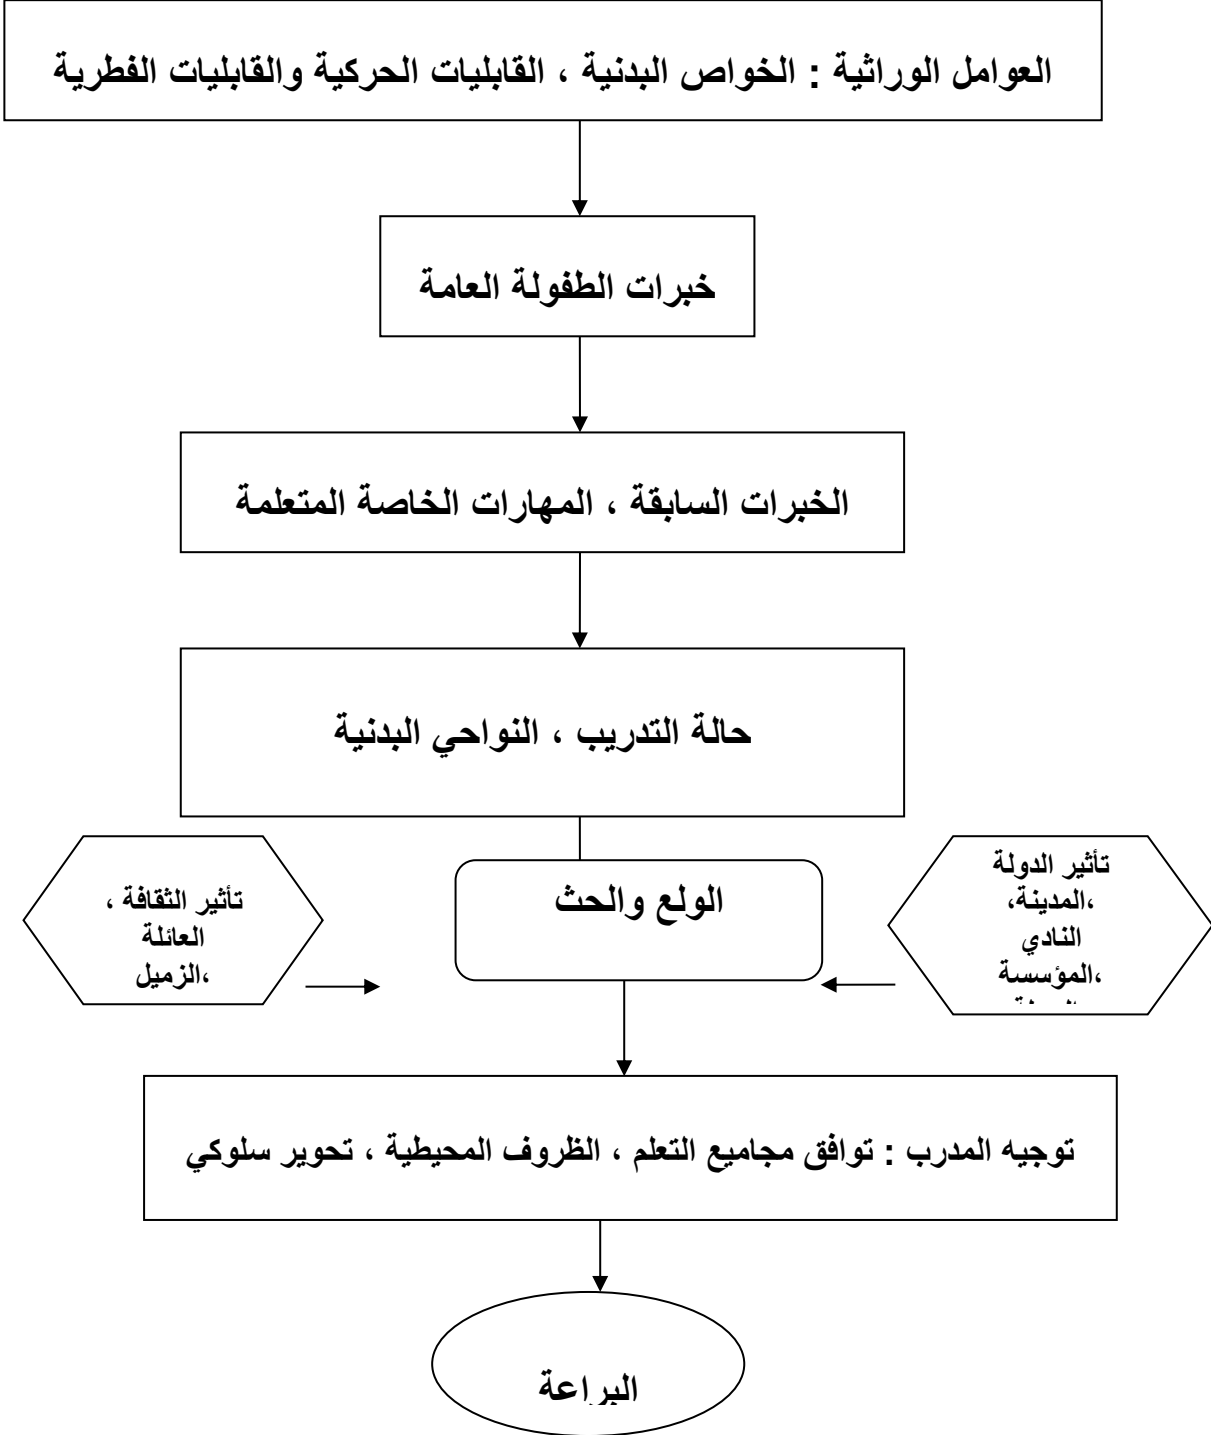 العوامل الوراثية : الخواص البدنية ، القابليات الحركية والقابليات الفطرية
خبرات الطفولة العامة
الخبرات السابقة ، المهارات الخاصة المتعلمة
حالة التدريب ، النواحي البدنية
تأثير الدولة
،المدينة،
النادي
،المؤسسة
الولع والحث
تأثير الثقافة ،
العائلة
،الزميل
توجيه المدرب : توافق مجاميع التعلم ، الظروف المحيطية ، تحوير سلوكي
البراعة